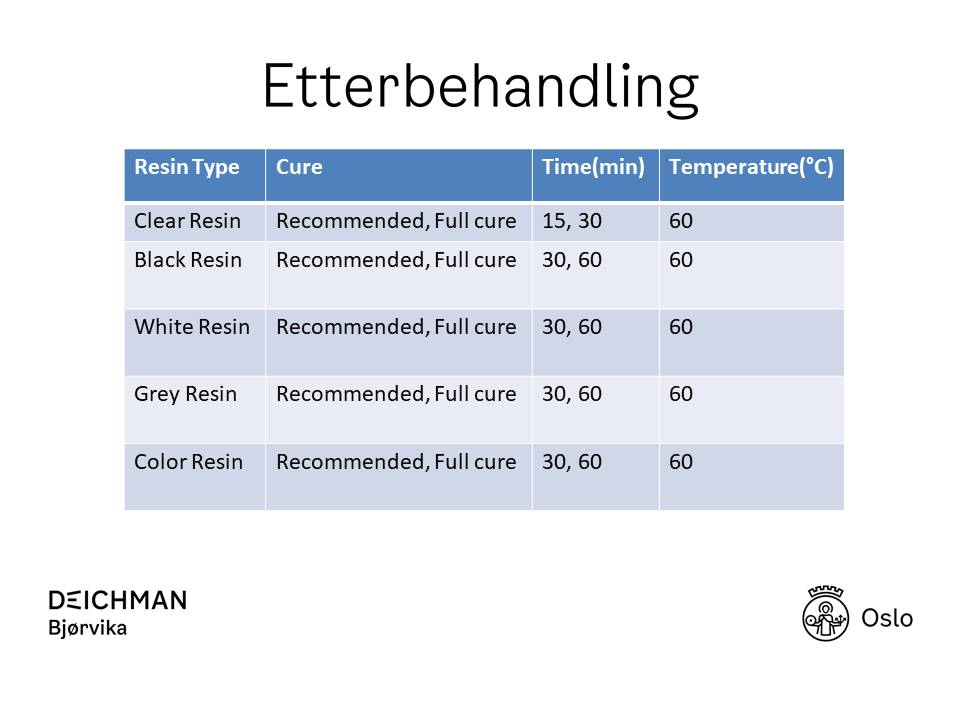 Etterbehandling
Resin Type Cure Time(min) Temperature(°C)
Clear Resin Recommended, Full cure 15, 30 60
Black Resin Recommended, Full cure 30, 60 60
White Resin Recommended, Full cure 30, 60 60
Grey Resin Recommended, Full cure 30, 60 60
Color Resin Recommended, Full cure 30, 60 60
DEICHMAN
Bjørvika
Oslo